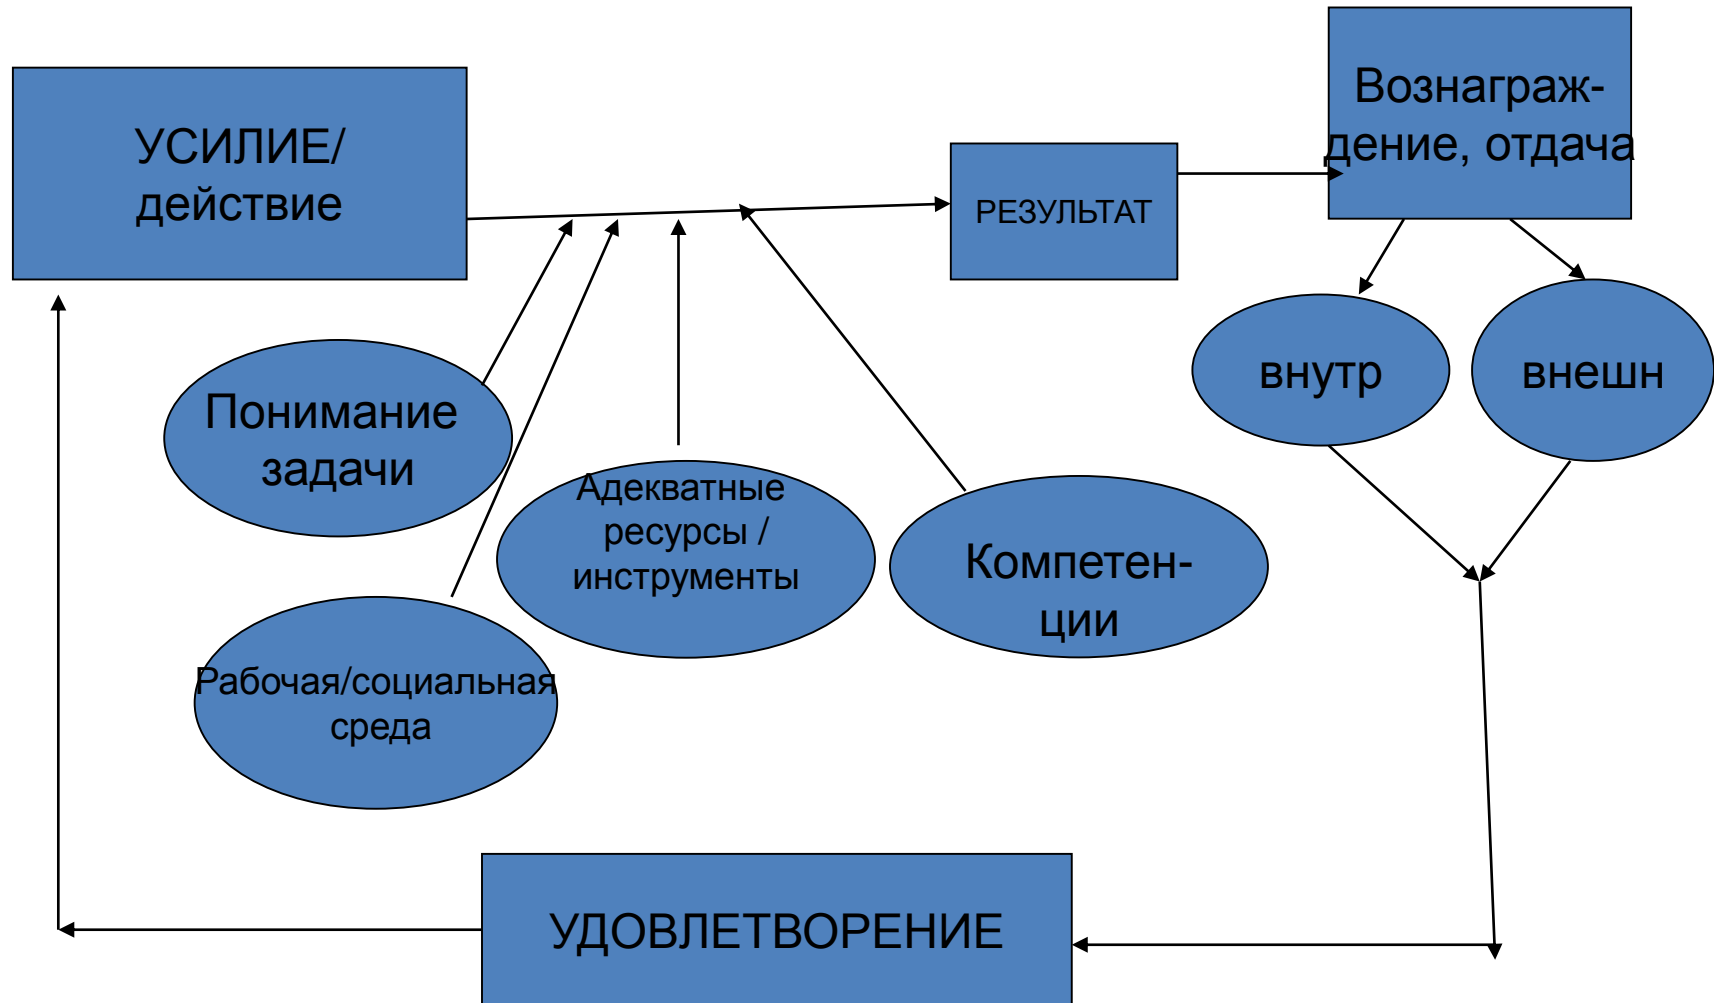 УСИЛИЕ/
действие
РЕЗУЛЬТАТ
Вознаграж-
дение, отдача
внутр
внешн
Понимание
задачи
Адекватные
ресурсы /
инструменты
Компетен-
ции
Рабочая/социальная
среда
УДОВЛЕТВОРЕНИЕ